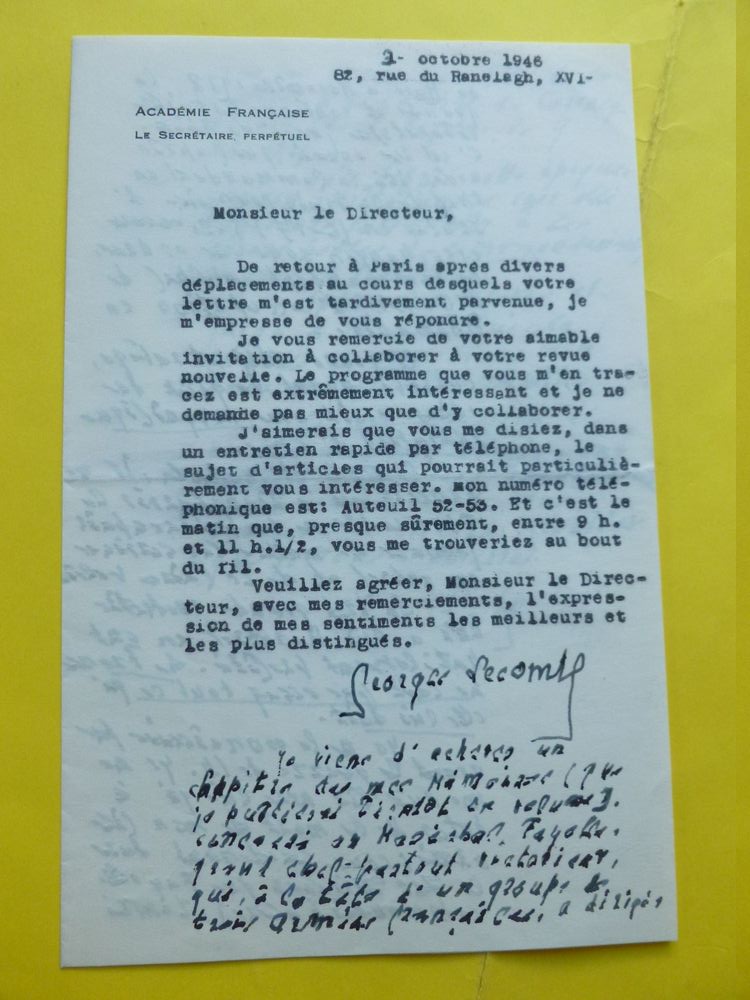 - octobre 1946
82, rue du Ranelagh, XVI-
ACADÉMIE FRANÇAISE
LE SECRÉTAIRE PERPÉTUEL
Monsieur le Directeur,
De retour à Paris après divers
déplacements au cours desquels votre
lettre m'est tardivement parvenue, je
m'empresse de vous répondre.
Je vous remercie de votre aimable
invitation à collaborer à votre revue
nouvelle. Le programme que vous m'en tra-
cez est extrêmement intéressant et je ne
demande pas mieux que d'y collaborer.
J'aimerais que vous me disiez, dans
un entretien rapide par téléphone, le
sujet d'articles qui pourrait particuliè-
rement vous intéresser. Mon numéro télé-
phonique est: Auteuil 52-53. Et c'est le
matin que, presque sûrement, entre 9 h.
et 11 h.1/2, vous me trouveriez au bout
du fil.
Veuillez agréer, Monsieur le Direc-
teur, avec mes remerciements, l'expres-
sion de mes sentiments les meilleurs et
les plus distingués.
Georges Lecomte
Je viens d'achever un
chapitre de mes Mémoires (que
je publierai bientôt en volume).
consacré au Maréchal Fayolle,
grand chef partout victorieux,
qui, à la tête d'un groupe de
trois armées françaises, a dirigé